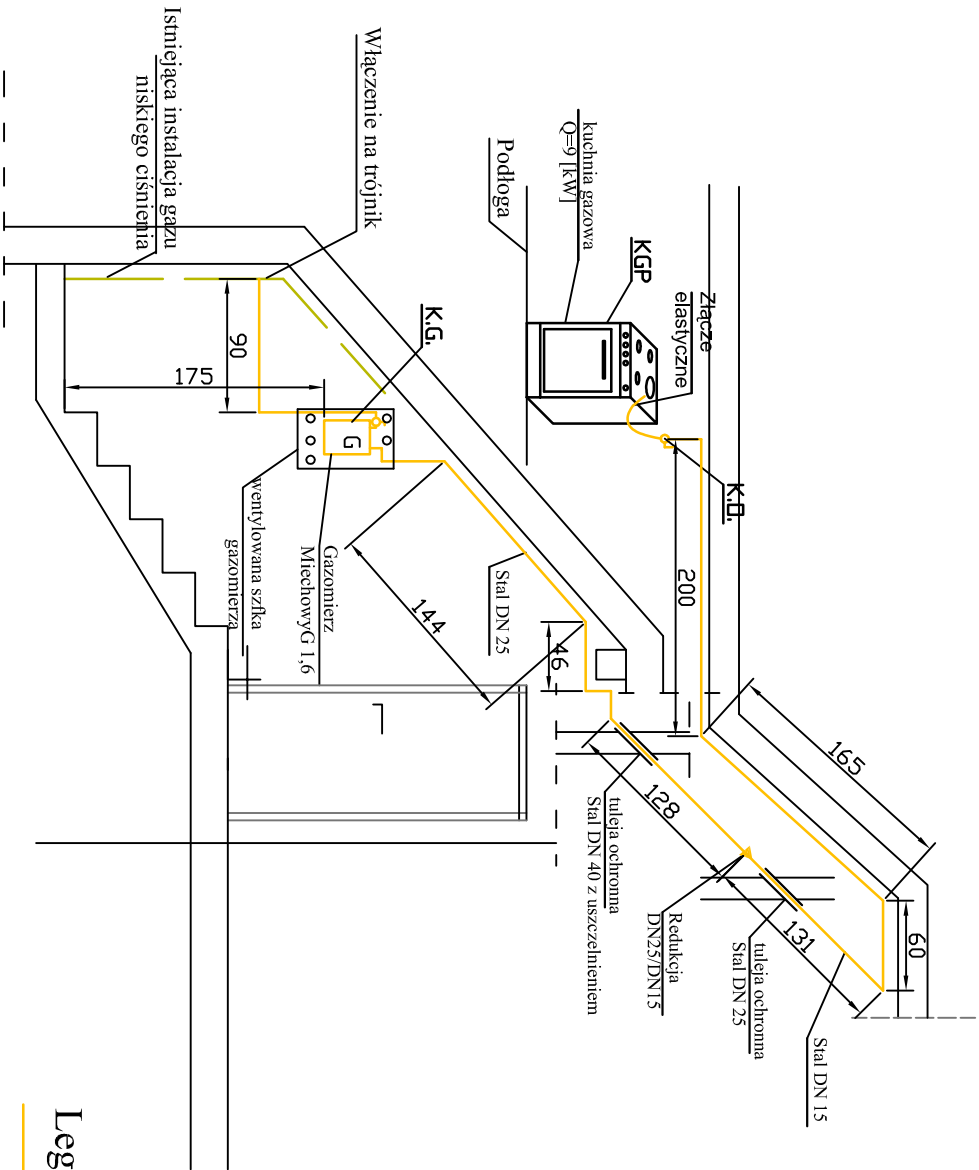 Istniejąca instalacja gazu
niskiego ciśnienia
Włączenie na trójnik
kuchnia gazowa
Q=9 [kW]
Podłoga
KGP
Złącze
elastyczne
K.G.
K.O.
90
175
G
200
165
60
144
46
128
131
Stal DN 25
wentylowana szfka
gazomierza
Gazomierz
MiechowyG 1,6
tuleja ochronna
Stal DN 40 z uszczelnieniem
Redukcja
DN25/DN15
tuleja ochronna
Stal DN 25
Stal DN 15
Leg